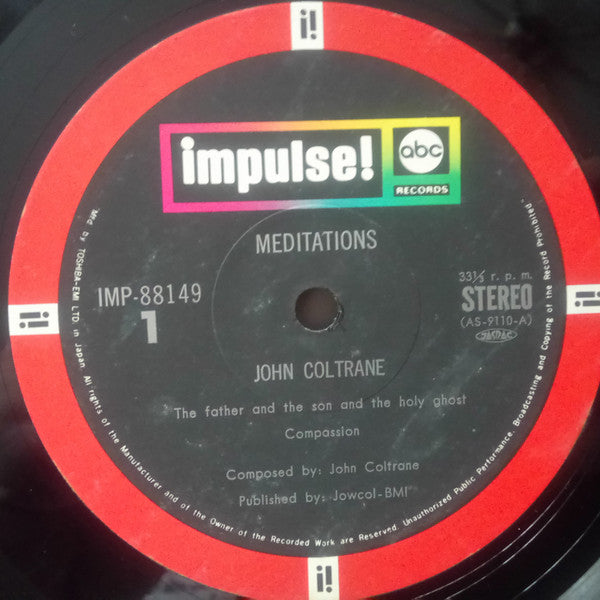 i!
impulse!
abc
RECORDS
MEDITATIONS
IMP-88149
1
33⅓ r. p. m.
STEREO
(AS-9110-A)
JASRAC
JOHN COLTRANE
The father and the son and the holy ghost
Compassion
Composed by: John Coltrane
Published by: Jowcol-BMI
i!
i!
i!
Mfd by TOSHIBA-EMI LTD. in Japan. All rights of the Manufacturer and of the Owner of the Recorded Work are Reserved. Unauthorized Public Performance, Broadcasting and Copying of the Record Prohibited